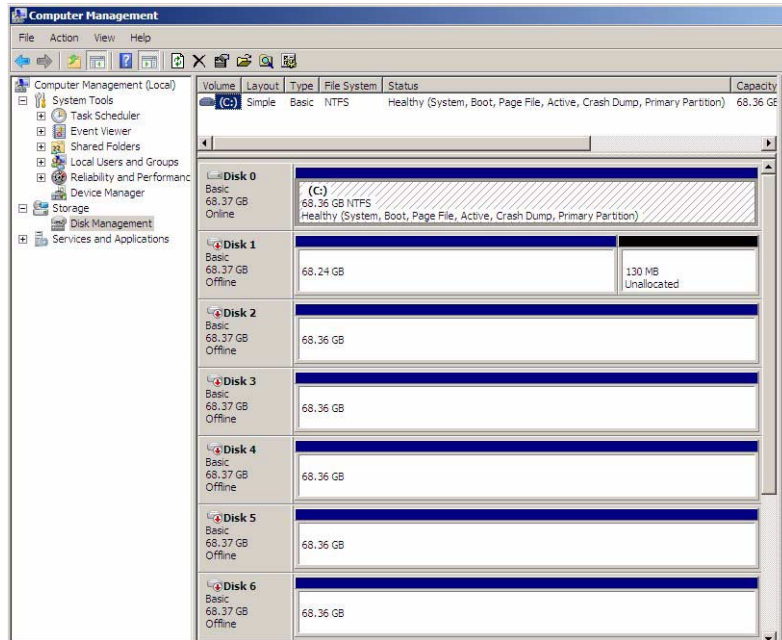 Computer Management
File Action View Help
Computer Management (Local)
System Tools
Task Scheduler
Event Viewer
Shared Folders
Local Users and Groups
Reliability and Performanc
Device Manager
Storage
Disk Management
Services and Applications
Volume Layout Type File System Status Capacity
(C:) Simple Basic NTFS Healthy (System, Boot, Page File, Active, Crash Dump, Primary Partition) 68.36 GB
Disk 0
Basic
68.37 GB
Online
(C:)
68.36 GB NTFS
Healthy (System, Boot, Page File, Active, Crash Dump, Primary Partition)
Disk 1
Basic
68.37 GB
Offline
68.24 GB
130 MB
Unallocated
Disk 2
Basic
68.37 GB
Offline
68.36 GB
Disk 3
Basic
68.37 GB
Offline
68.36 GB
Disk 4
Basic
68.37 GB
Offline
68.36 GB
Disk 5
Basic
68.37 GB
Offline
68.36 GB
Disk 6
Basic
68.37 GB
Offline
68.36 GB